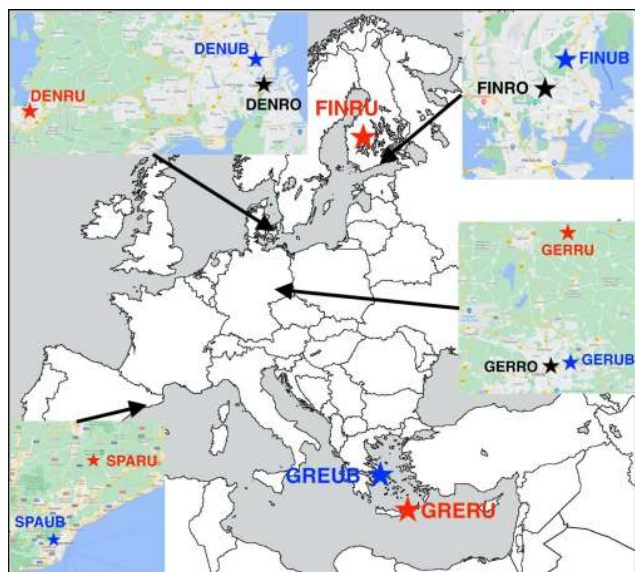 DENUB
DENRU
DENRO
FINRU
FINUB
FINRO
GERRU
GERRO
GERUB
SPARU
SPAUB
GREUB
GRERU